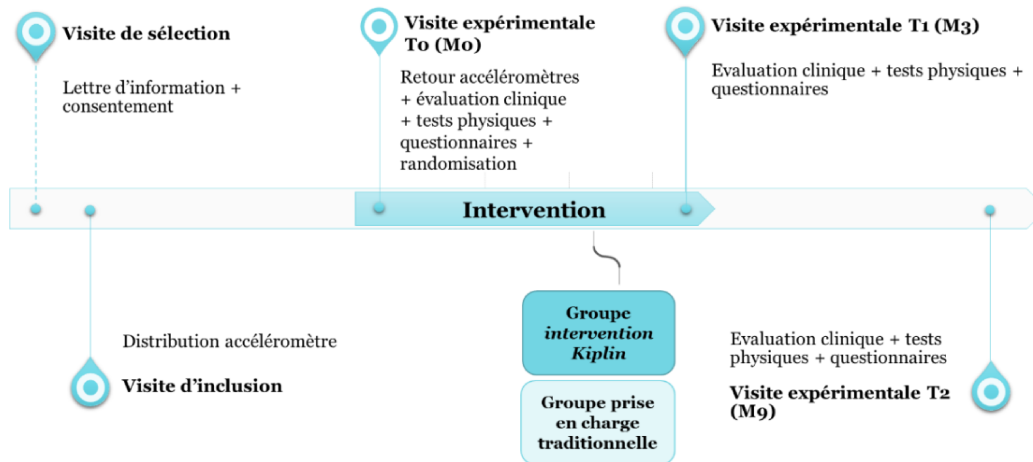 Visite de sélection
Lettre d'information +
consentement
Visite expérimentale
T0 (M0)
Retour accéléromètres
+ évaluation clinique
+ tests physiques +
questionnaires +
randomisation
Visite expérimentale T1 (M3)
Evaluation clinique + tests physiques +
questionnaires
Intervention
Distribution accéléromètre
Visite d'inclusion
Groupe
intervention
Kiplin
Groupe prise
en charge
traditionnelle
Evaluation clinique + tests
physiques + questionnaires
Visite expérimentale T2
(M9)